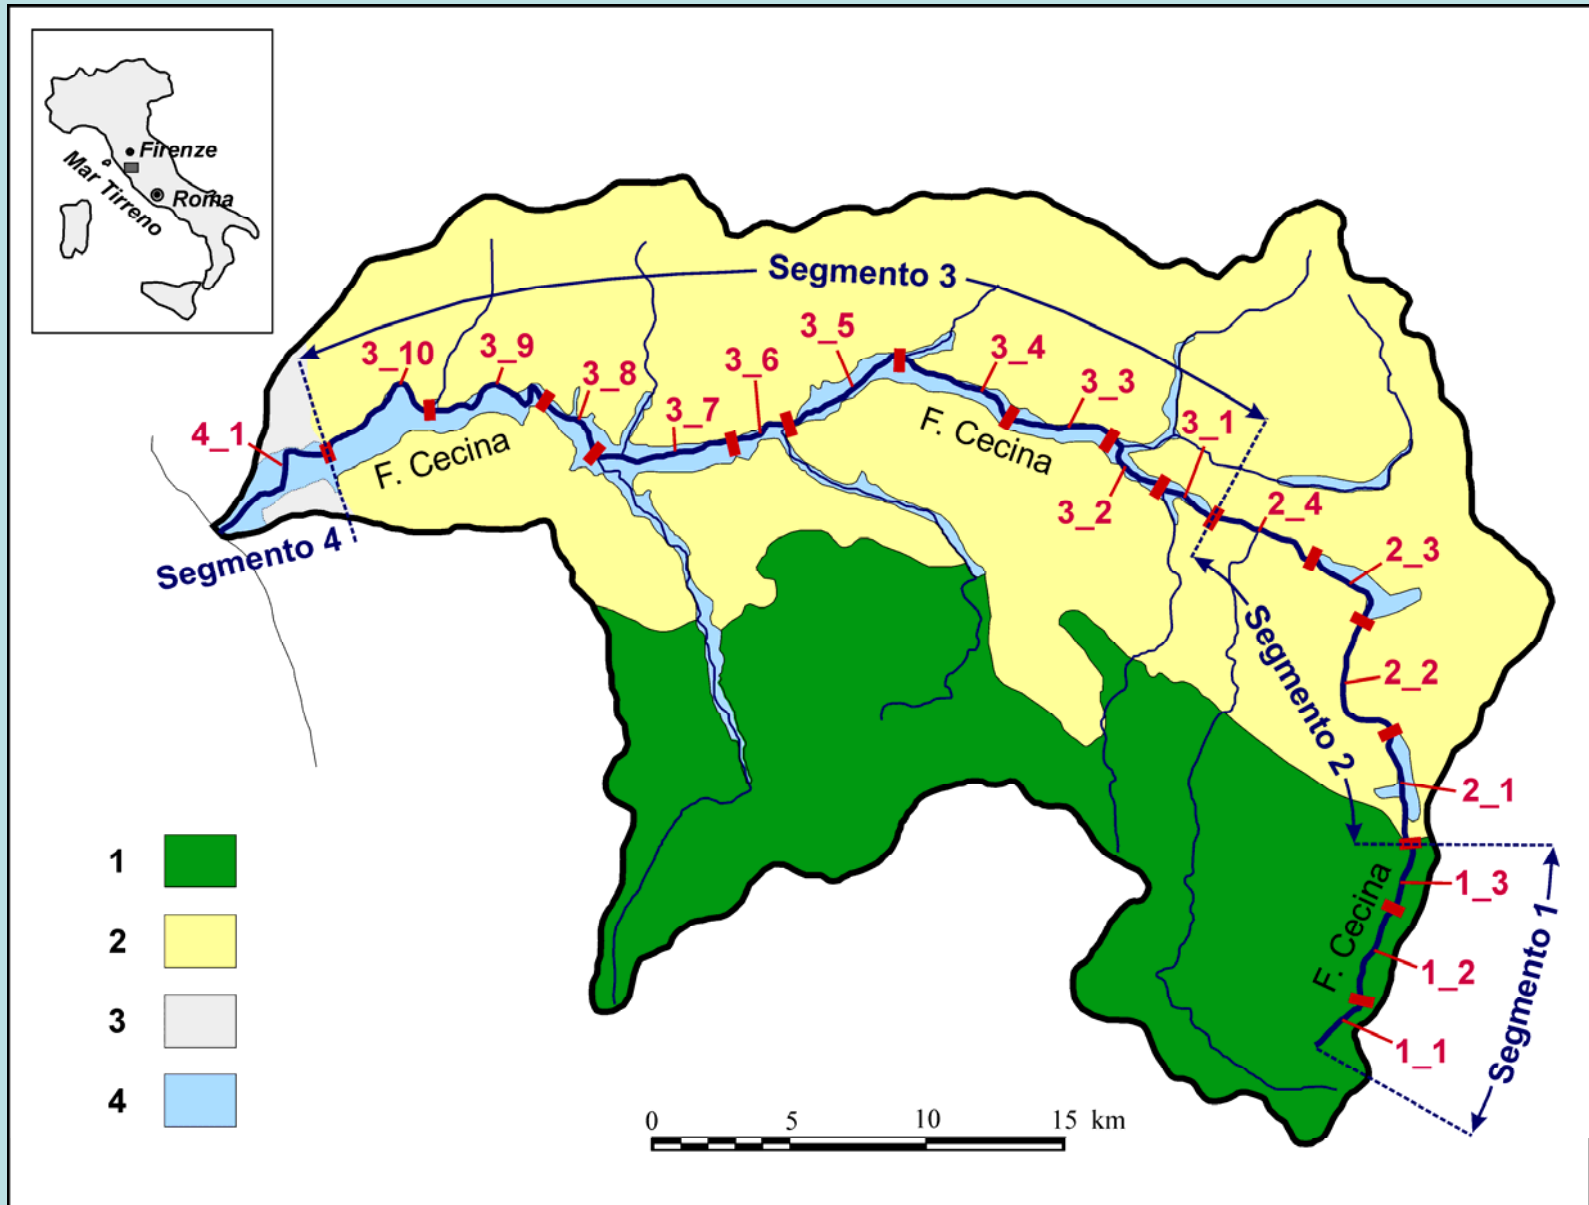 Firenze
Mar Tirreno
Roma
Segmento 3
3_10
3_9
3_8
3_7
3_6
3_5
3_4
3_3
3_1
3_2
4_1
F. Cecina
F. Cecina
Segmento 4
2_4
2_3
2_2
2_1
Segmento 2
1_3
1_2
1_1
F. Cecina
Segmento 1
1
2
3
4
0 5 10 15 km